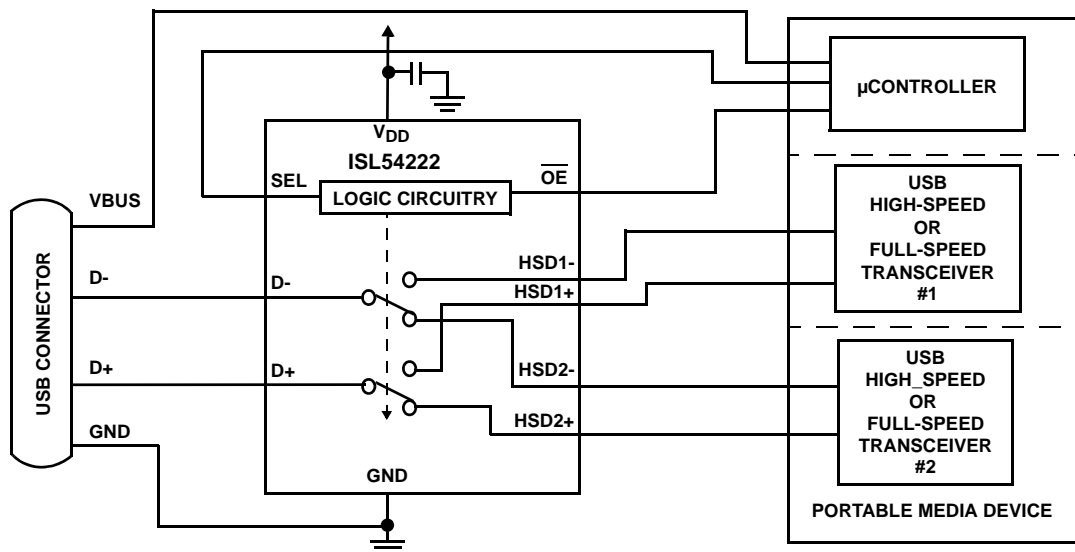 µCONTROLLER
VDD
ISL54222
SEL
OE
LOGIC CIRCUITRY
VBUS
USB CONNECTOR
D-
D-
D+
D+
GND
HSD1-
HSD1+
HSD2-
HSD2+
GND
USB
HIGH-SPEED
OR
FULL-SPEED
TRANSCEIVER
#1
USB
HIGH_SPEED
OR
FULL-SPEED
TRANSCEIVER
#2
PORTABLE MEDIA DEVICE